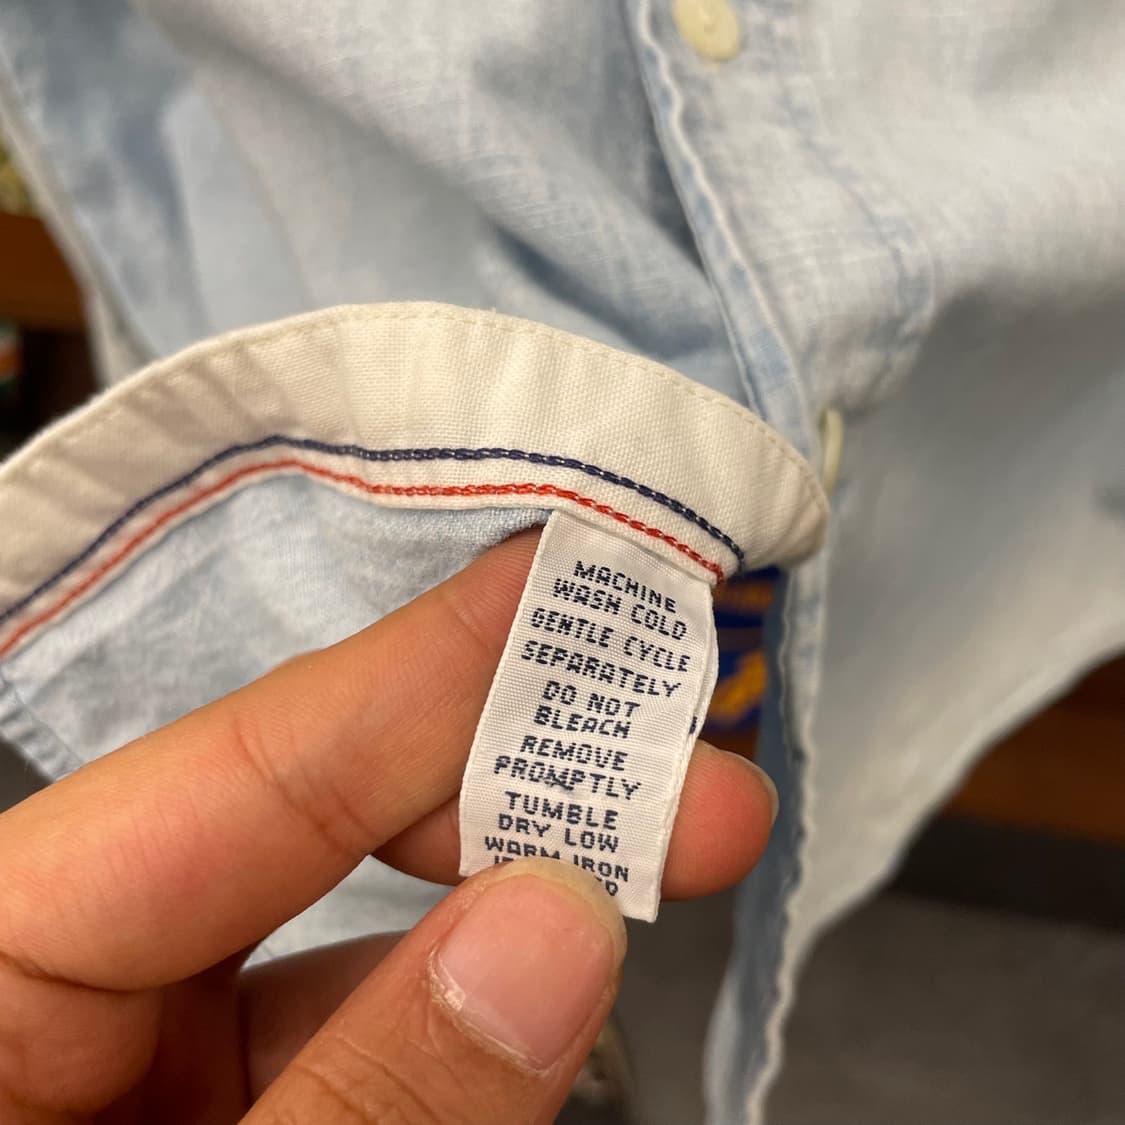 MACHINE
WASH COLD
GENTLE CYCLE
SEPARATELY
DO NOT
BLEACH
REMOVE
PROMPTLY
TUMBLE
DRY LOW
WARM IRON